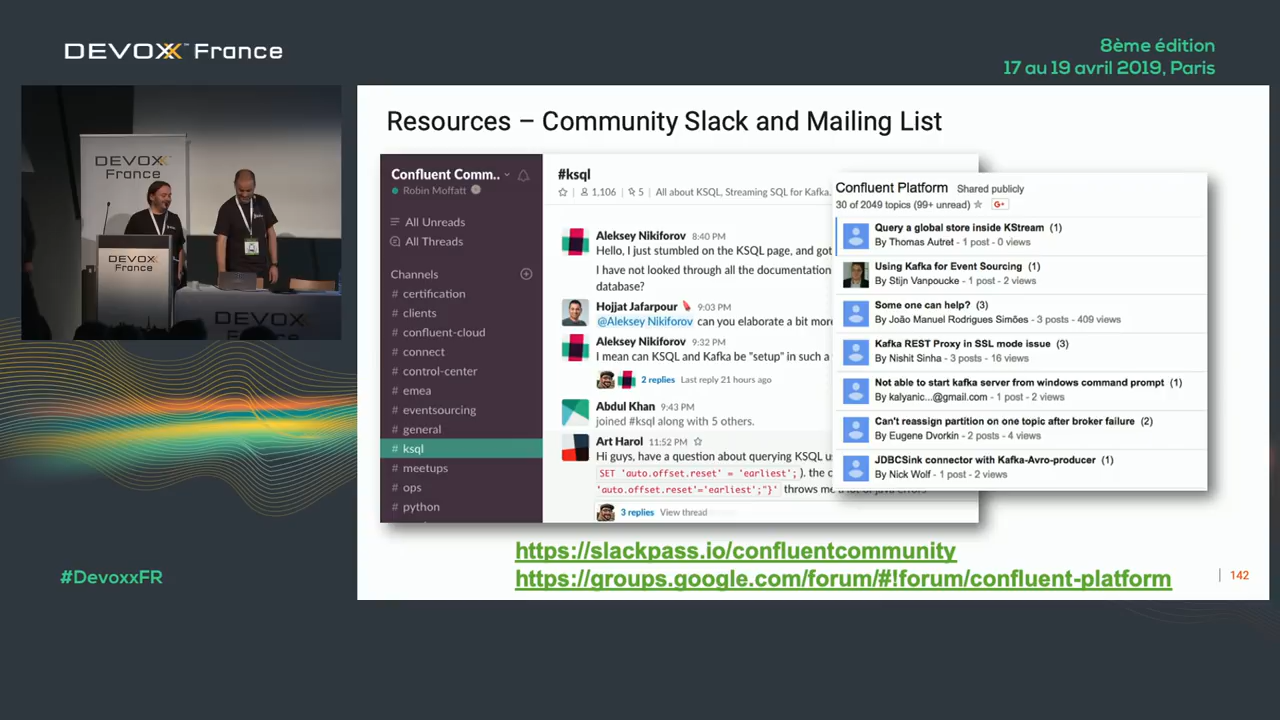 DEVOXX™ France
8ème édition
17 au 19 avril 2019, Paris
DEVOXX
France
DEVOXX
France
DEVOXX
#DevoxxFR
Resources – Community Slack and Mailing List
Confluent Comm..
Robin Moffatt
All Unreads
All Threads
Channels
# certification
# clients
# confluent-cloud
# connect
# control-center
# emea
# eventsourcing
# general
# ksql
# meetups
# ops
# python
#ksql
1,106 5 All about KSQL, Streaming SQL for Kafka.
Aleksey Nikiforov 8:40 PM
Hello, I just stumbled on the KSQL page, and got
I have not looked through all the documentation
database?
Hojjat Jafarpour 9:03 PM
@Aleksey Nikiforov can you elaborate a bit more
Aleksey Nikiforov 9:32 PM
I mean can KSQL and Kafka be "setup" in such a
2 replies Last reply 21 hours ago
Abdul Khan 9:43 PM
joined #ksql along with 5 others.
Art Harol 11:52 PM
Hi guys, have a question about querying KSQL us
SET 'auto.offset.reset' = 'earliest'; ). the c
'auto.offset.reset'='earliest';"}' throws me a lot of java errors
3 replies View thread
Confluent Platform Shared publicly
30 of 2049 topics (99+ unread) G+
Query a global store inside KStream (1)
By Thomas Autret - 1 post - 0 views
Using Kafka for Event Sourcing (1)
By Stijn Vanpoucke - 1 post - 2 views
Some one can help? (3)
By João Manuel Rodrigues Simões - 3 posts - 409 views
Kafka REST Proxy in SSL mode issue (3)
By Nishit Sinha - 3 posts - 16 views
Not able to start kafka server from windows command prompt (1)
By kalyanic...@gmail.com - 1 post - 2 views
Can't reassign partition on one topic after broker failure (2)
By Eugene Dvorkin - 2 posts - 4 views
JDBCSink connector with Kafka-Avro-producer (1)
By Nick Wolf - 1 post - 2 views
https://slackpass.io/confluentcommunity
https://groups.google.com/forum/#!forum/confluent-platform
142